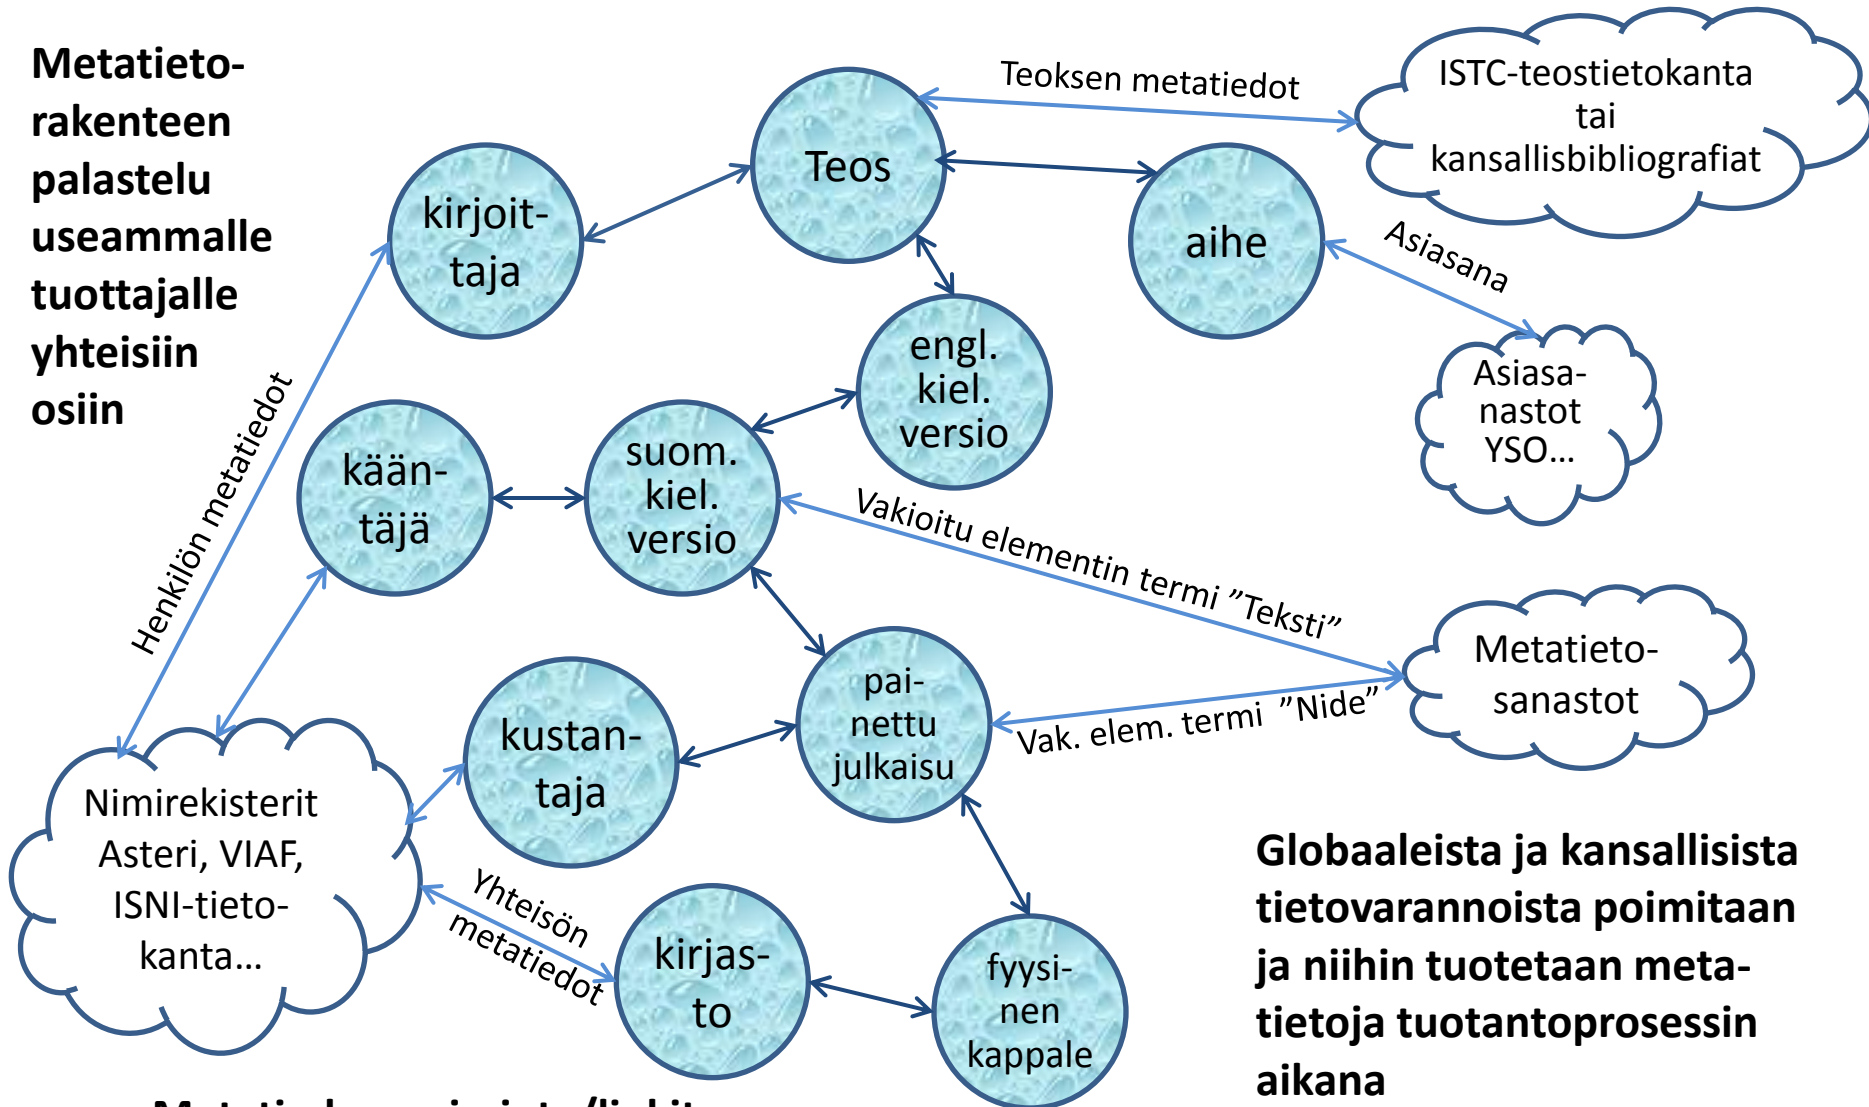 Metatieto-
rakenteen
palastelu
useammalle
tuottajalle
yhteisiin
osiin
Teoksen metatiedot
ISTC-teostietokanta
tai
kansallisbibliografiat
Teos
kirjoit-
taja
aihe
Asiasana
Asiasa-
nastot
YSO...
engl.
kiel.
versio
Henkilön metatiedot
kään-
täjä
suom.
kiel.
versio
Vakioitu elementin termi ”Teksti”
Metatieto-
sanastot
Vak. elem. termi ”Nide”
pai-
nettu
julkaisu
kustan-
taja
Nimirekisterit
Asteri, VIAF,
ISNI-tieto-
kanta...
Yhteisön
metatiedot
kirjas-
to
fyysi-
nen
kappale
Globaaleista ja kansallisista
tietovarannoista poimitaan
ja niihin tuotetaan meta-
tietoja tuotantoprosessin
aikana